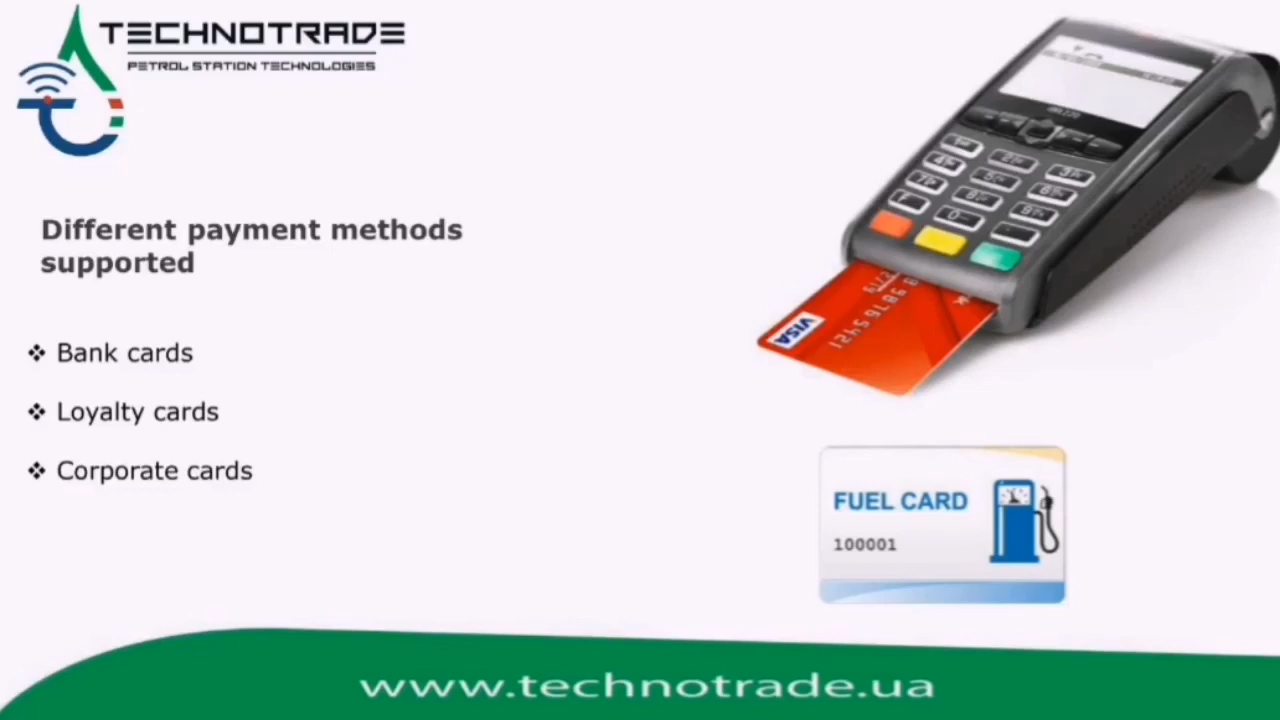 TECHNOTRADE
PETROL STATION TECHNOLOGIES
Different payment methods
supported
❖ Bank cards
❖ Loyalty cards
❖ Corporate cards
VISA
FUEL CARD
100001
www.technotrade.ua